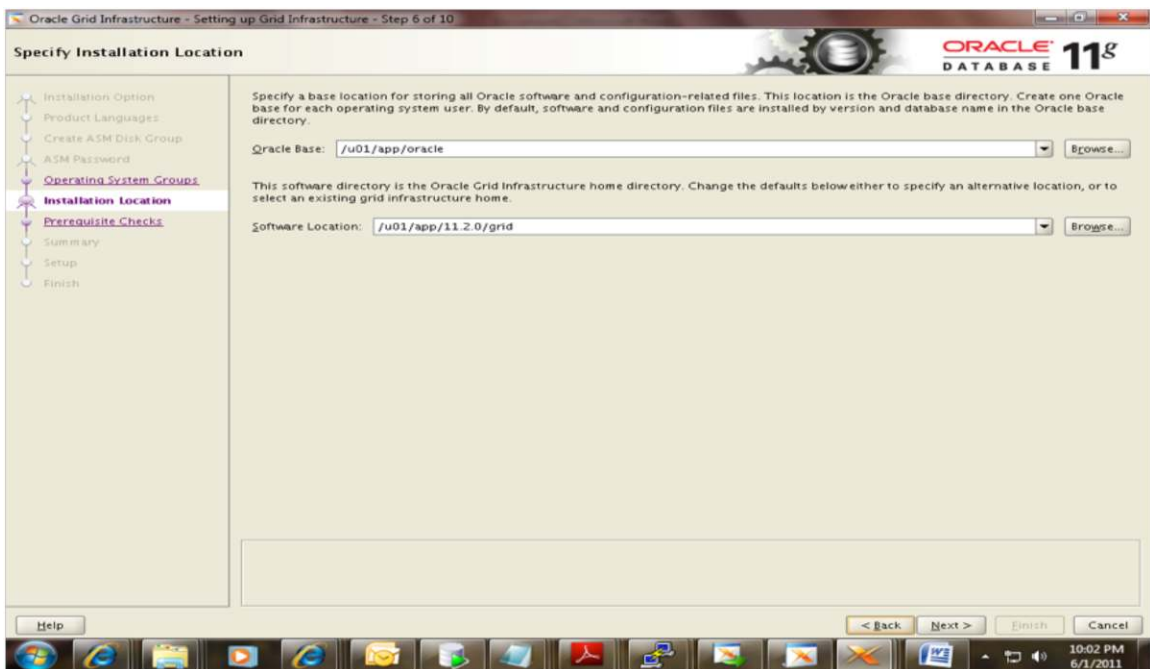 Oracle Grid Infrastructure - Setting up Grid Infrastructure - Step 6 of 10
Specify Installation Location
ORACLE
DATABASE 11g
Installation Option
Product Languages
Create ASM Disk Group
ASM Password
Operating System Groups
Installation Location
Prerequisite Checks
Summary
Setup
Finish
Specify a base location for storing all Oracle software and configuration-related files. This location is the Oracle base directory. Create one Oracle
base for each operating system user. By default, software and configuration files are installed by version and database name in the Oracle base
directory.
Oracle Base: /u01/app/oracle Browse...
This software directory is the Oracle Grid Infrastructure home directory. Change the defaults below either to specify an alternative location, or to
select an existing grid infrastructure home.
Software Location: /u01/app/11.2.0/grid Browse...
Help < Back Next > Finish Cancel
10:02 PM
6/1/2011